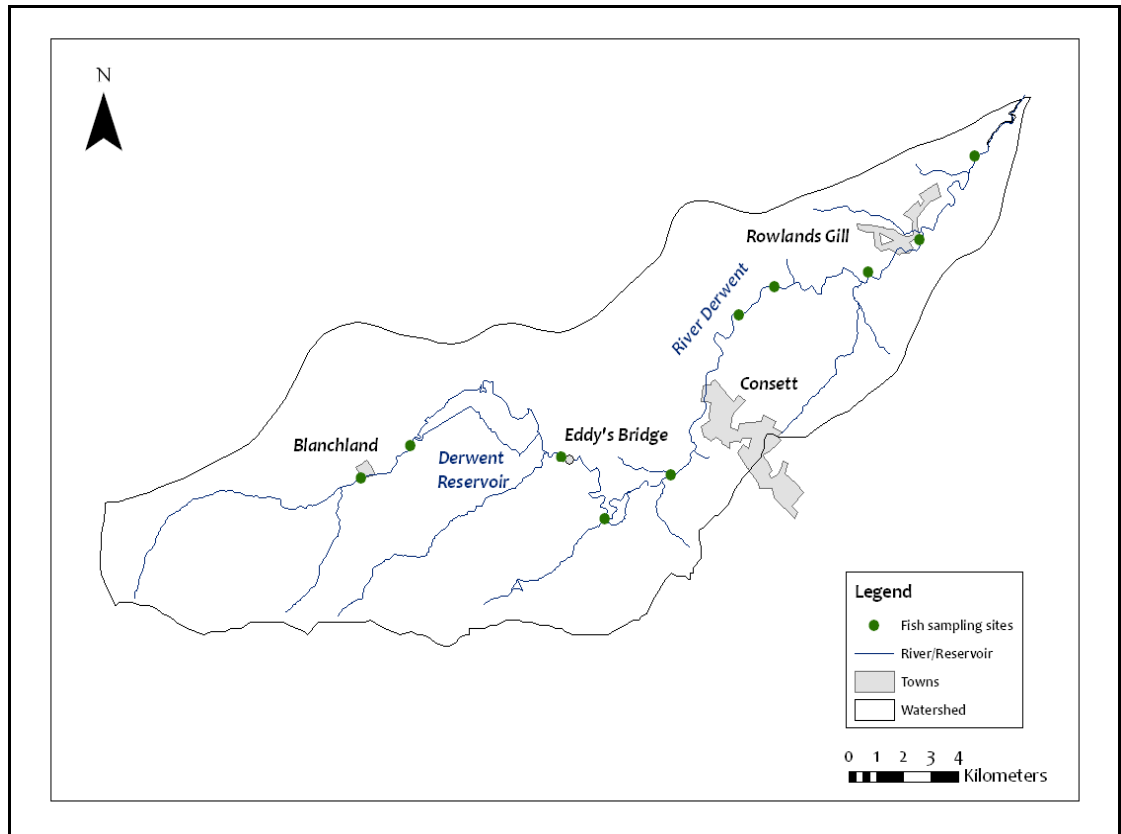 N
Rowlands Gill
River Derwent
Consett
Blanchland
Eddy's Bridge
Derwent
Reservoir
Legend
Fish sampling sites
River/Reservoir
Towns
Watershed
0 1 2 3 4
Kilometers